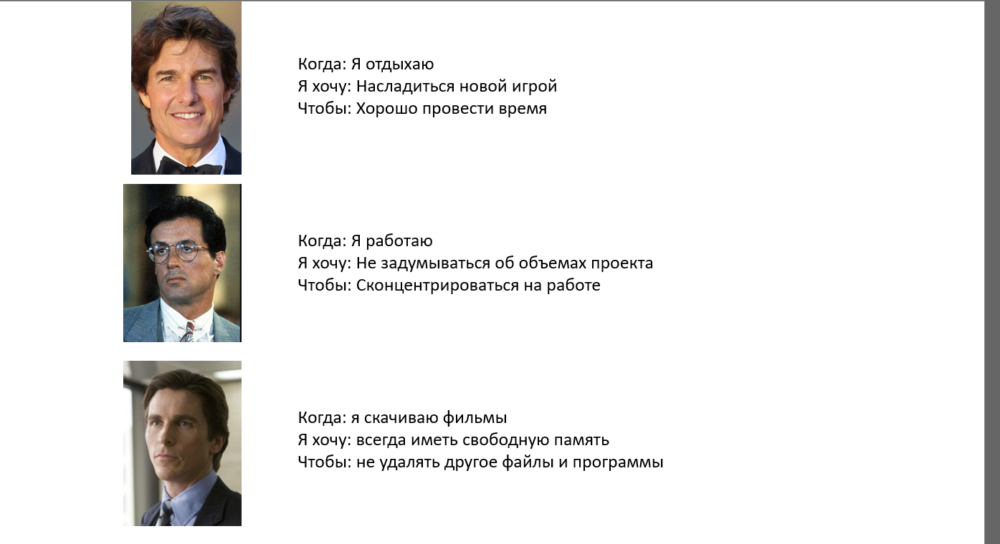 Когда: Я отдыхаю
Я хочу: Насладиться новой игрой
Чтобы: Хорошо провести время
Когда: Я работаю
Я хочу: Не задумываться об объемах проекта
Чтобы: Сконцентрироваться на работе
Когда: я скачиваю фильмы
Я хочу: всегда иметь свободную память
Чтобы: не удалять другое файлы и программы